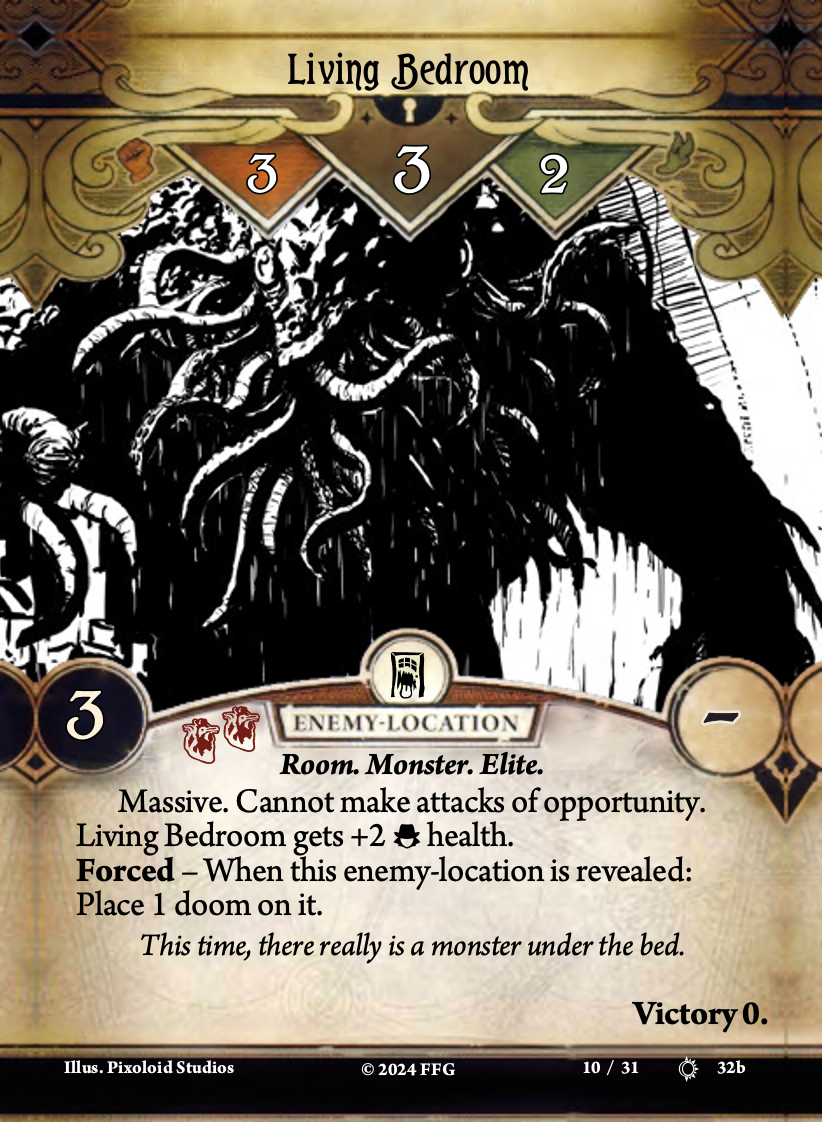 Living Bedroom
3 3 2
3 –
ENEMY-LOCATION
Room. Monster. Elite.
Massive. Cannot make attacks of opportunity.
Living Bedroom gets +2 health.
Forced – When this enemy-location is revealed:
Place 1 doom on it.
This time, there really is a monster under the bed.
Victory 0.
Illus. Pixoloid Studios © 2024 FFG 10 / 31 32b